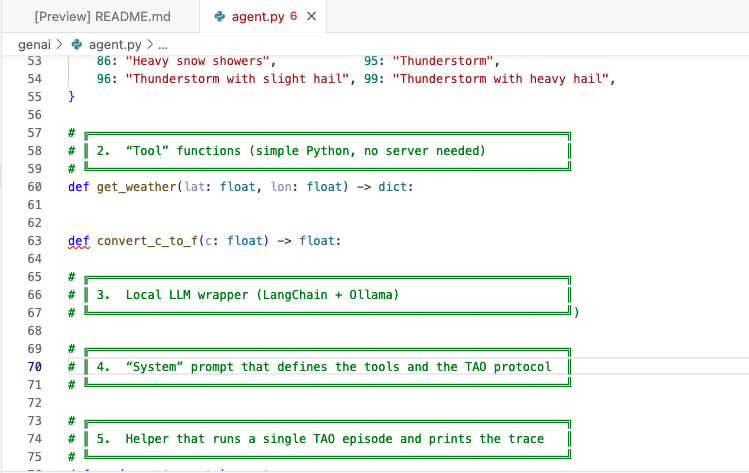 [Preview] README.md
agent.py 6
genai > agent.py > ...
53 86: "Heavy snow showers", 95: "Thunderstorm",
54 96: "Thunderstorm with slight hail", 99: "Thunderstorm with heavy hail",
55 }
56
57 #
58 # 2. “Tool” functions (simple Python, no server needed)
59 #
60 def get_weather(lat: float, lon: float) -> dict:
61
62
63 def convert_c_to_f(c: float) -> float:
64
65 #
66 # 3. Local LLM wrapper (LangChain + Ollama)
67 # )
68
69 #
70 # 4. “System” prompt that defines the tools and the TAO protocol
71 #
72
73 #
74 # 5. Helper that runs a single TAO episode and prints the trace
75 #